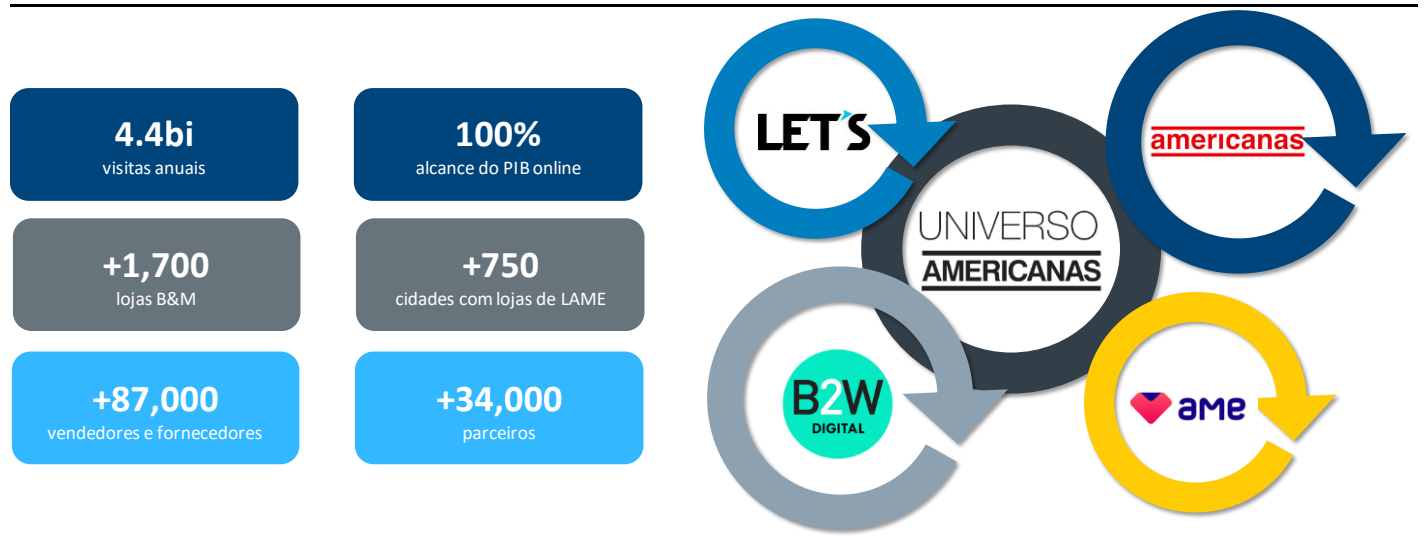 4.4bi
visitas anuais
100%
alcance do PIB online
+1,700
lojas B&M
+750
cidades com lojas de LAME
+87,000
vendedores e fornecedores
+34,000
parceiros
LET'S
americanas
UNIVERSO
AMERICANAS
B2W
DIGITAL
ame